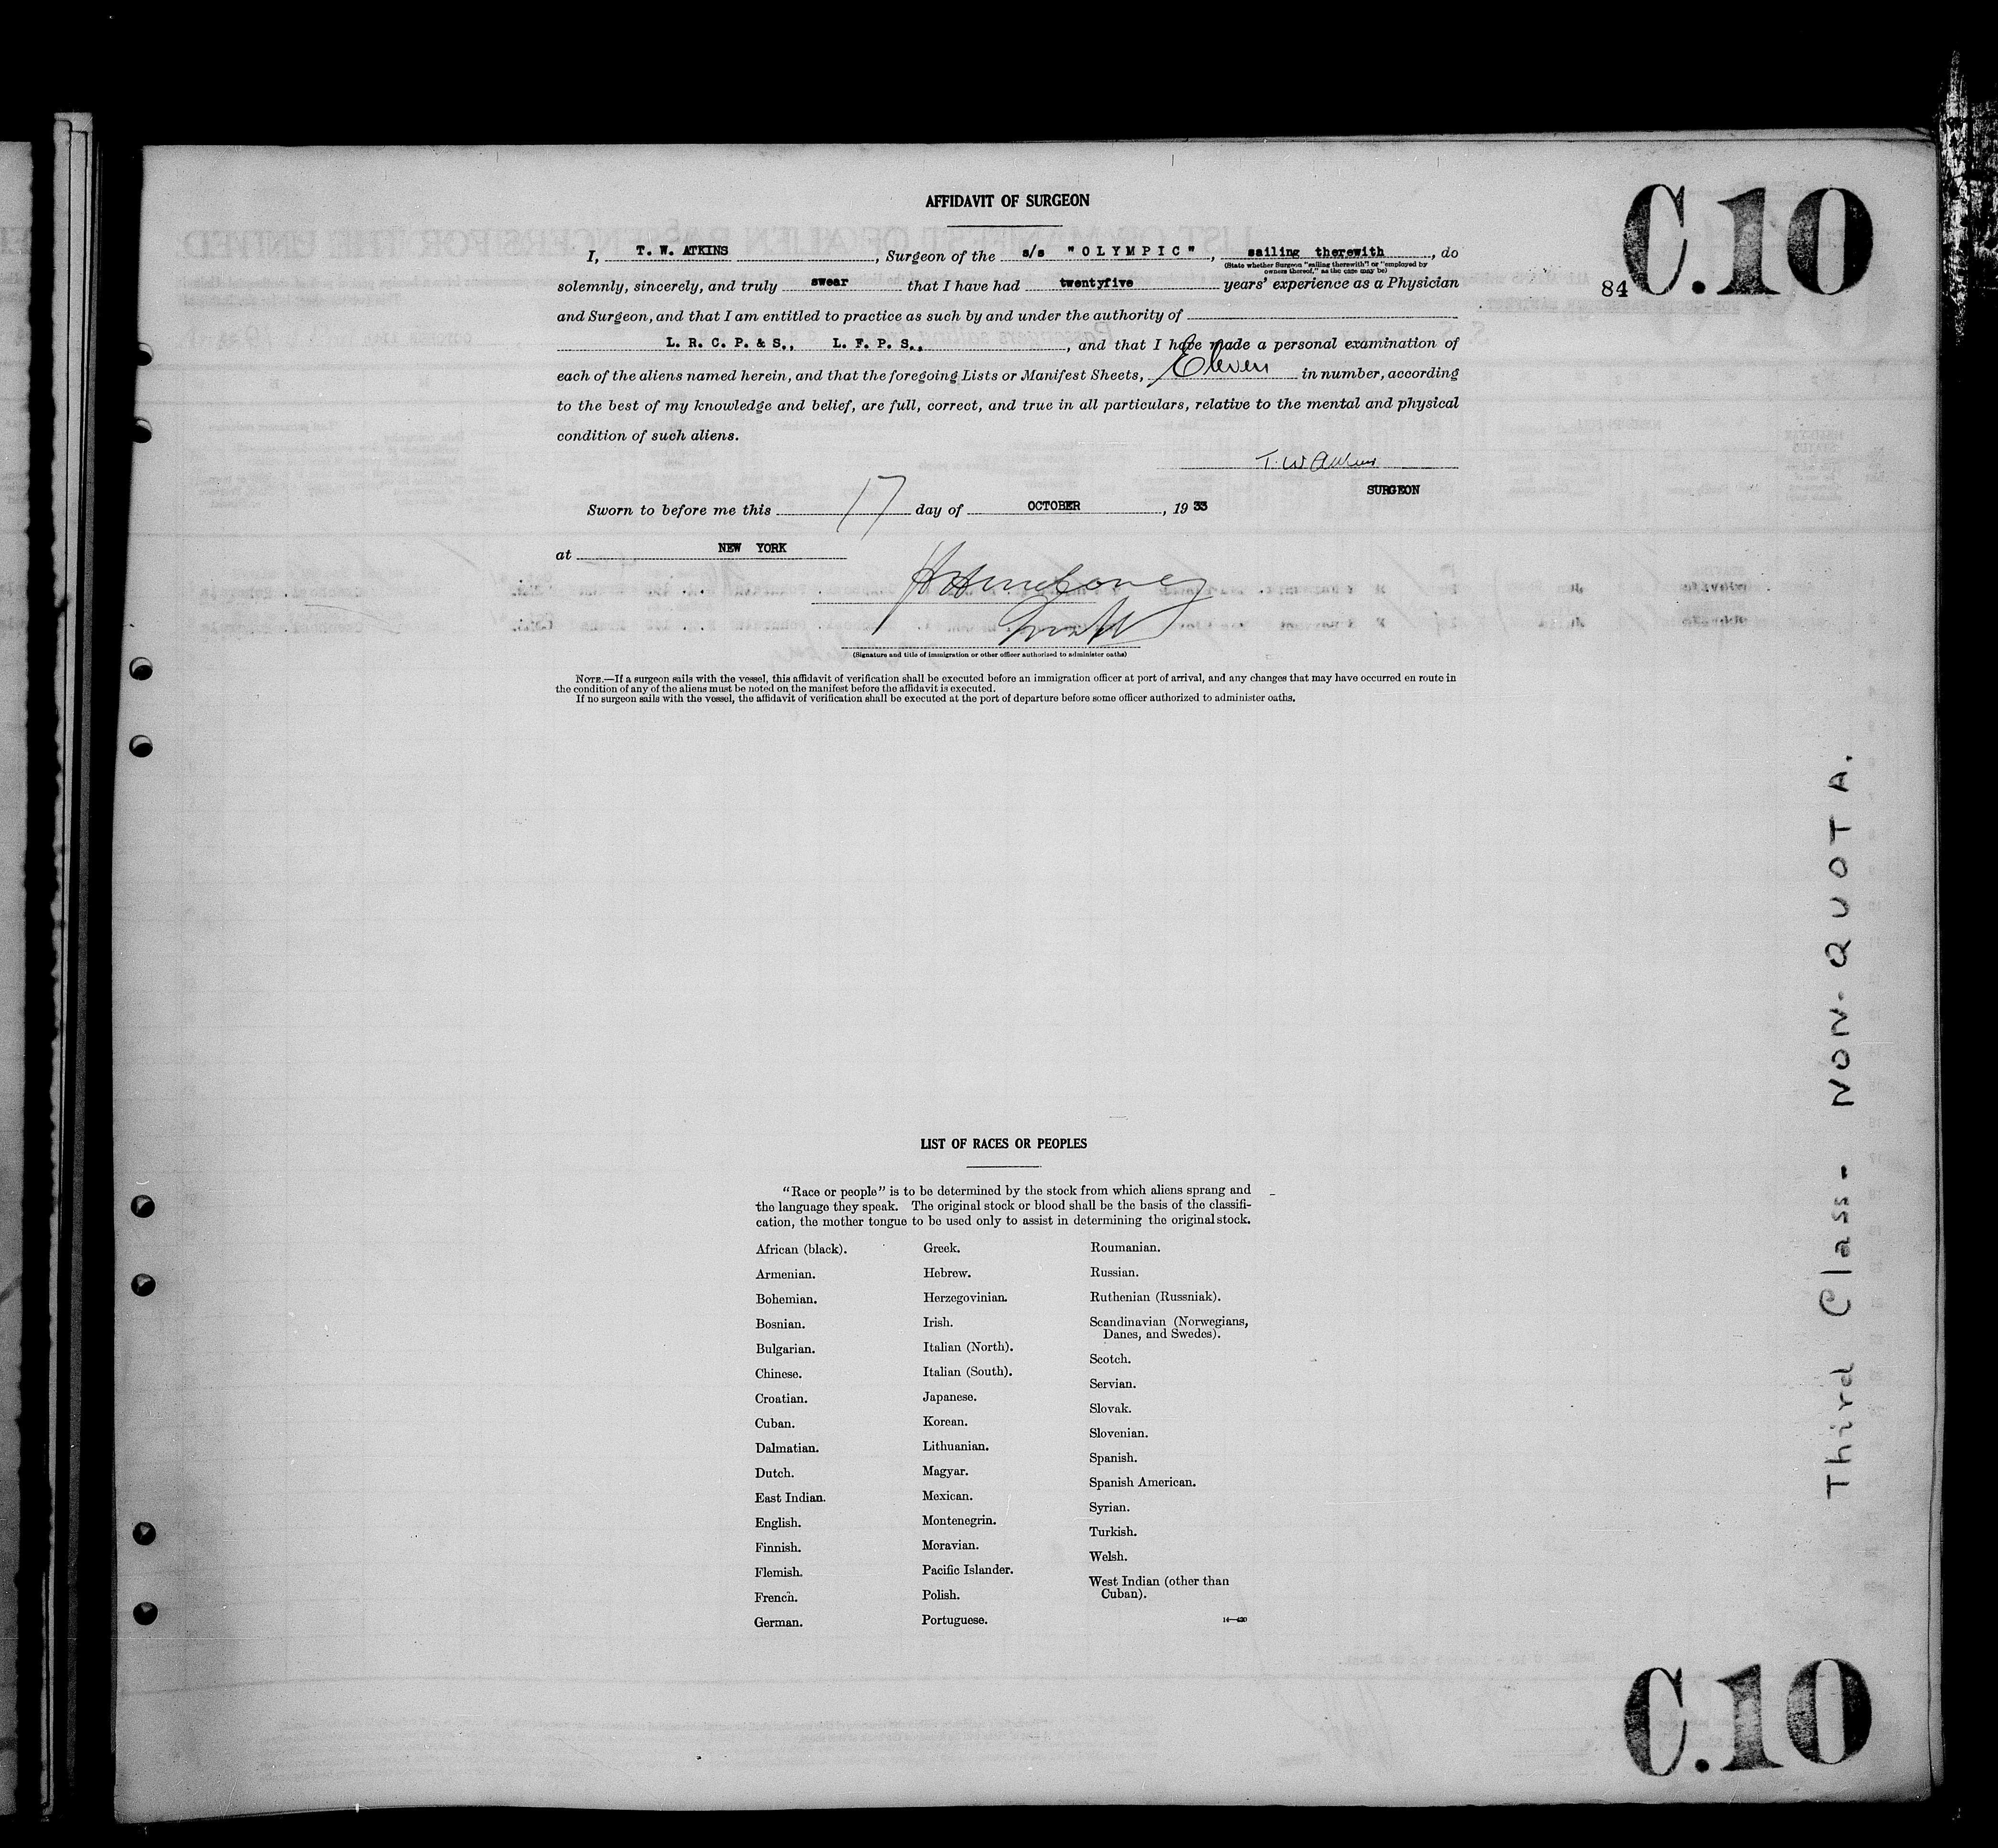 C.10
84
AFFIDAVIT OF SURGEON
I, T. W. ATKINS, Surgeon of the s/s "OLYMPIC", sailing therewith, do
(State whether Surgeon "sailing therewith" or "employed by
owners thereof," as the case may be)
solemnly, sincerely, and truly swear that I have had twentyfive years' experience as a Physician
and Surgeon, and that I am entitled to practice as such by and under the authority of
L. R. C. P. & S., L. F. P. S., , and that I have made a personal examination of
each of the aliens named herein, and that the foregoing Lists or Manifest Sheets, Eleven in number, according
to the best of my knowledge and belief, are full, correct, and true in all particulars, relative to the mental and physical
condition of such aliens.
T. W Atkins
SURGEON
Sworn to before me this 17 day of OCTOBER, 1933
at NEW YORK
(Signature and title of immigration or other officer authorized to administer oaths)
NOTE.—If a surgeon sails with the vessel, this affidavit of verification shall be executed before an immigration officer at port of arrival, and any changes that may have occurred en route in
the condition of any of the aliens must be noted on the manifest before the affidavit is executed.
If no surgeon sails with the vessel, the affidavit of verification shall be executed at the port of departure before some officer authorized to administer oaths.
Third Class- NON-QUOTA.
LIST OF RACES OR PEOPLES
"Race or people" is to be determined by the stock from which aliens sprang and
the language they speak. The original stock or blood shall be the basis of the classifi-
cation, the mother tongue to be used only to assist in determining the original stock.
African (black).
Armenian.
Bohemian.
Bosnian.
Bulgarian.
Chinese.
Croatian.
Cuban.
Dalmatian.
Dutch.
East Indian.
English.
Finnish.
Flemish.
French.
German.
Greek.
Hebrew.
Herzegovinian.
Irish.
Italian (North).
Italian (South).
Japanese.
Korean.
Lithuanian.
Magyar.
Mexican.
Montenegrin.
Moravian.
Pacific Islander.
Polish.
Portuguese.
Roumanian.
Russian.
Ruthenian (Russniak).
Scandinavian (Norwegians,
Danes, and Swedes).
Scotch.
Servian.
Slovak.
Slovenian.
Spanish.
Spanish American.
Syrian.
Turkish.
Welsh.
West Indian (other than
Cuban).
14—420
C.10